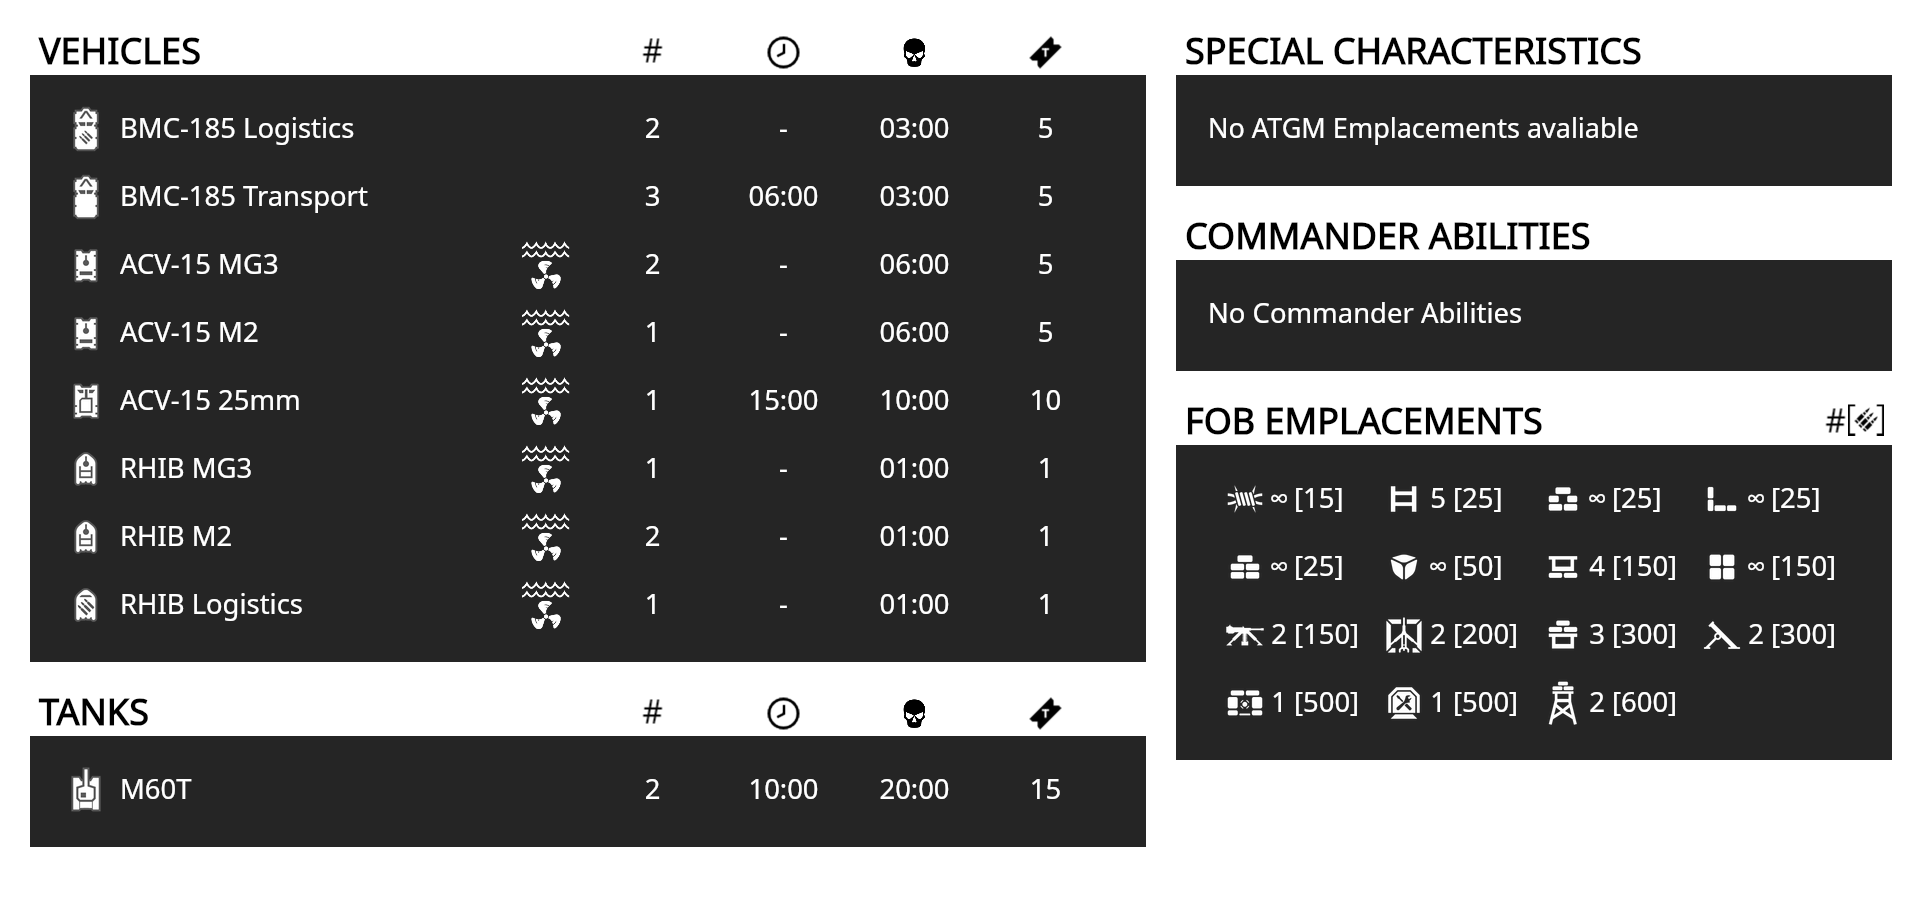 VEHICLES #
BMC-185 Logistics 2 - 03:00 5
BMC-185 Transport 3 06:00 03:00 5
ACV-15 MG3 2 - 06:00 5
ACV-15 M2 1 - 06:00 5
ACV-15 25mm 1 15:00 10:00 10
RHIB MG3 1 - 01:00 1
RHIB M2 2 - 01:00 1
RHIB Logistics 1 - 01:00 1
TANKS #
M60T 2 10:00 20:00 15
SPECIAL CHARACTERISTICS
No ATGM Emplacements avaliable
COMMANDER ABILITIES
No Commander Abilities
FOB EMPLACEMENTS #[]
∞ [15] 5 [25] ∞ [25] ∞ [25]
∞ [25] ∞ [50] 4 [150] ∞ [150]
2 [150] 2 [200] 3 [300] 2 [300]
1 [500] 1 [500] 2 [600]